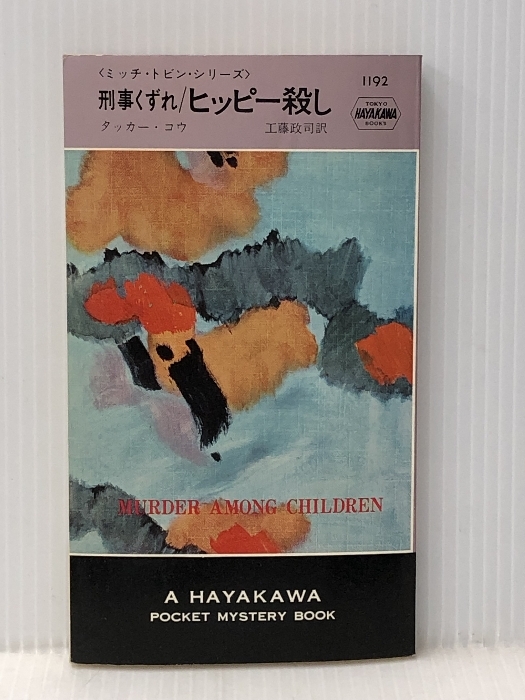 〈ミッチ・トビン・シリーズ〉
1192
刑事くずれ/ヒッピー殺し
TOKYO
HAYAKAWA
BOOKS
タッカー・コウ 工藤政司訳
MURDER AMONG CHILDREN
A HAYAKAWA
POCKET MYSTERY BOOK